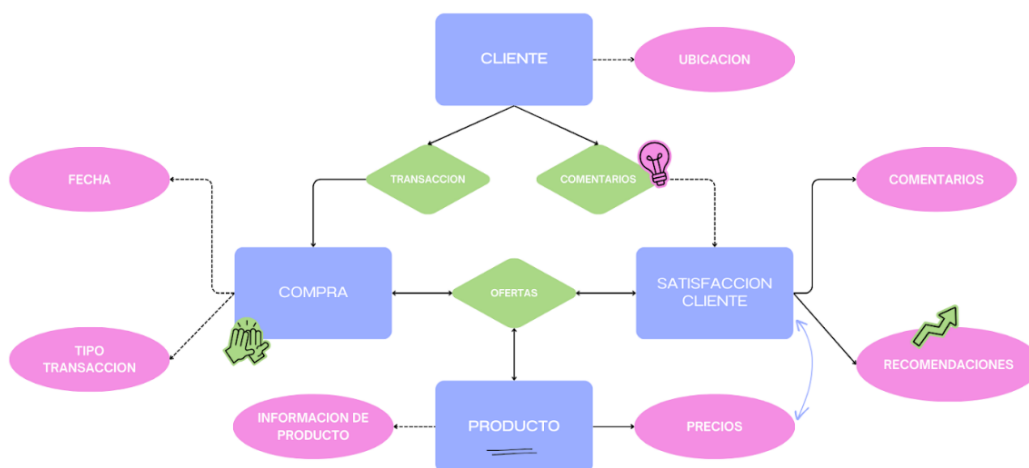 CLIENTE
UBICACION
TRANSACCION
COMENTARIOS
FECHA
COMENTARIOS
COMPRA
OFERTAS
SATISFACCION
CLIENTE
TIPO
TRANSACCION
RECOMENDACIONES
INFORMACION DE
PRODUCTO
PRODUCTO
PRECIOS